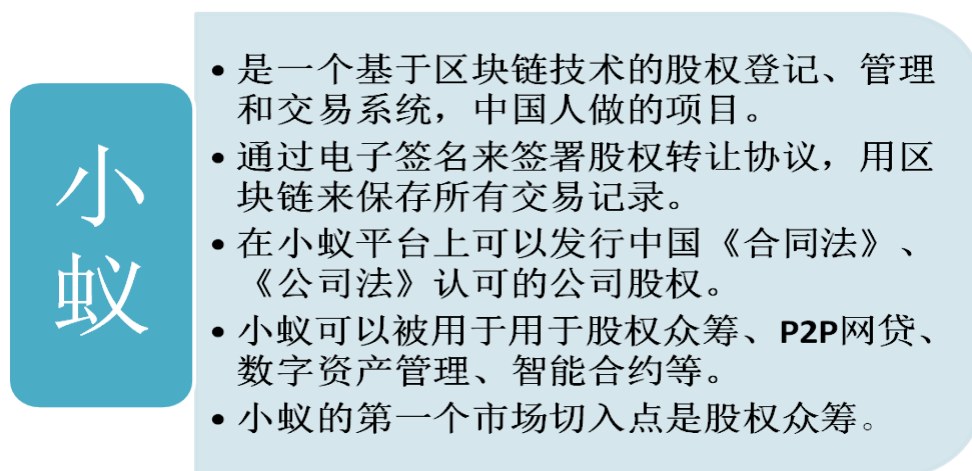 小
蚁
•是一个基于区块链技术的股权登记、管理
和交易系统，中国人做的项目。
•通过电子签名来签署股权转让协议，用区
块链来保存所有交易记录。
•在小蚁平台上可以发行中国《合同法》、
《公司法》认可的公司股权。
•小蚁可以被用于用于股权众筹、P2P网贷、
数字资产管理、智能合约等。
•小蚁的第一个市场切入点是股权众筹。